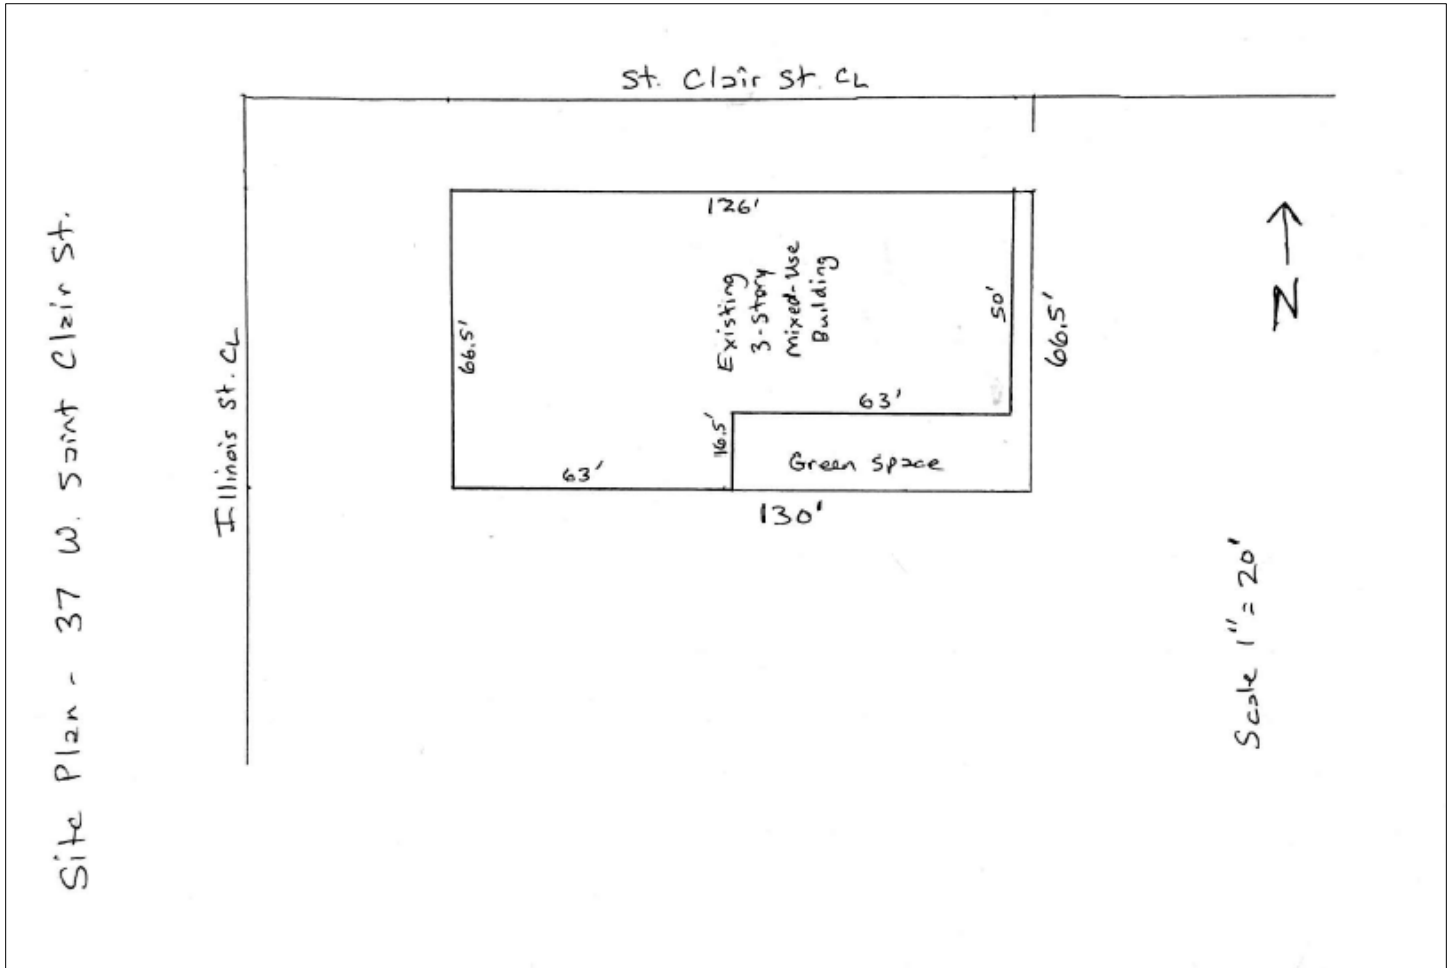 Site Plan - 37 W. Saint Clair St.
St. Clair St. CL
Illinois St. CL
126'
66.5'
Existing
3-Story
Mixed-Use
Building
50'
66.5'
63'
16.5'
Green Space
63'
130'
N
Scale 1" = 20'